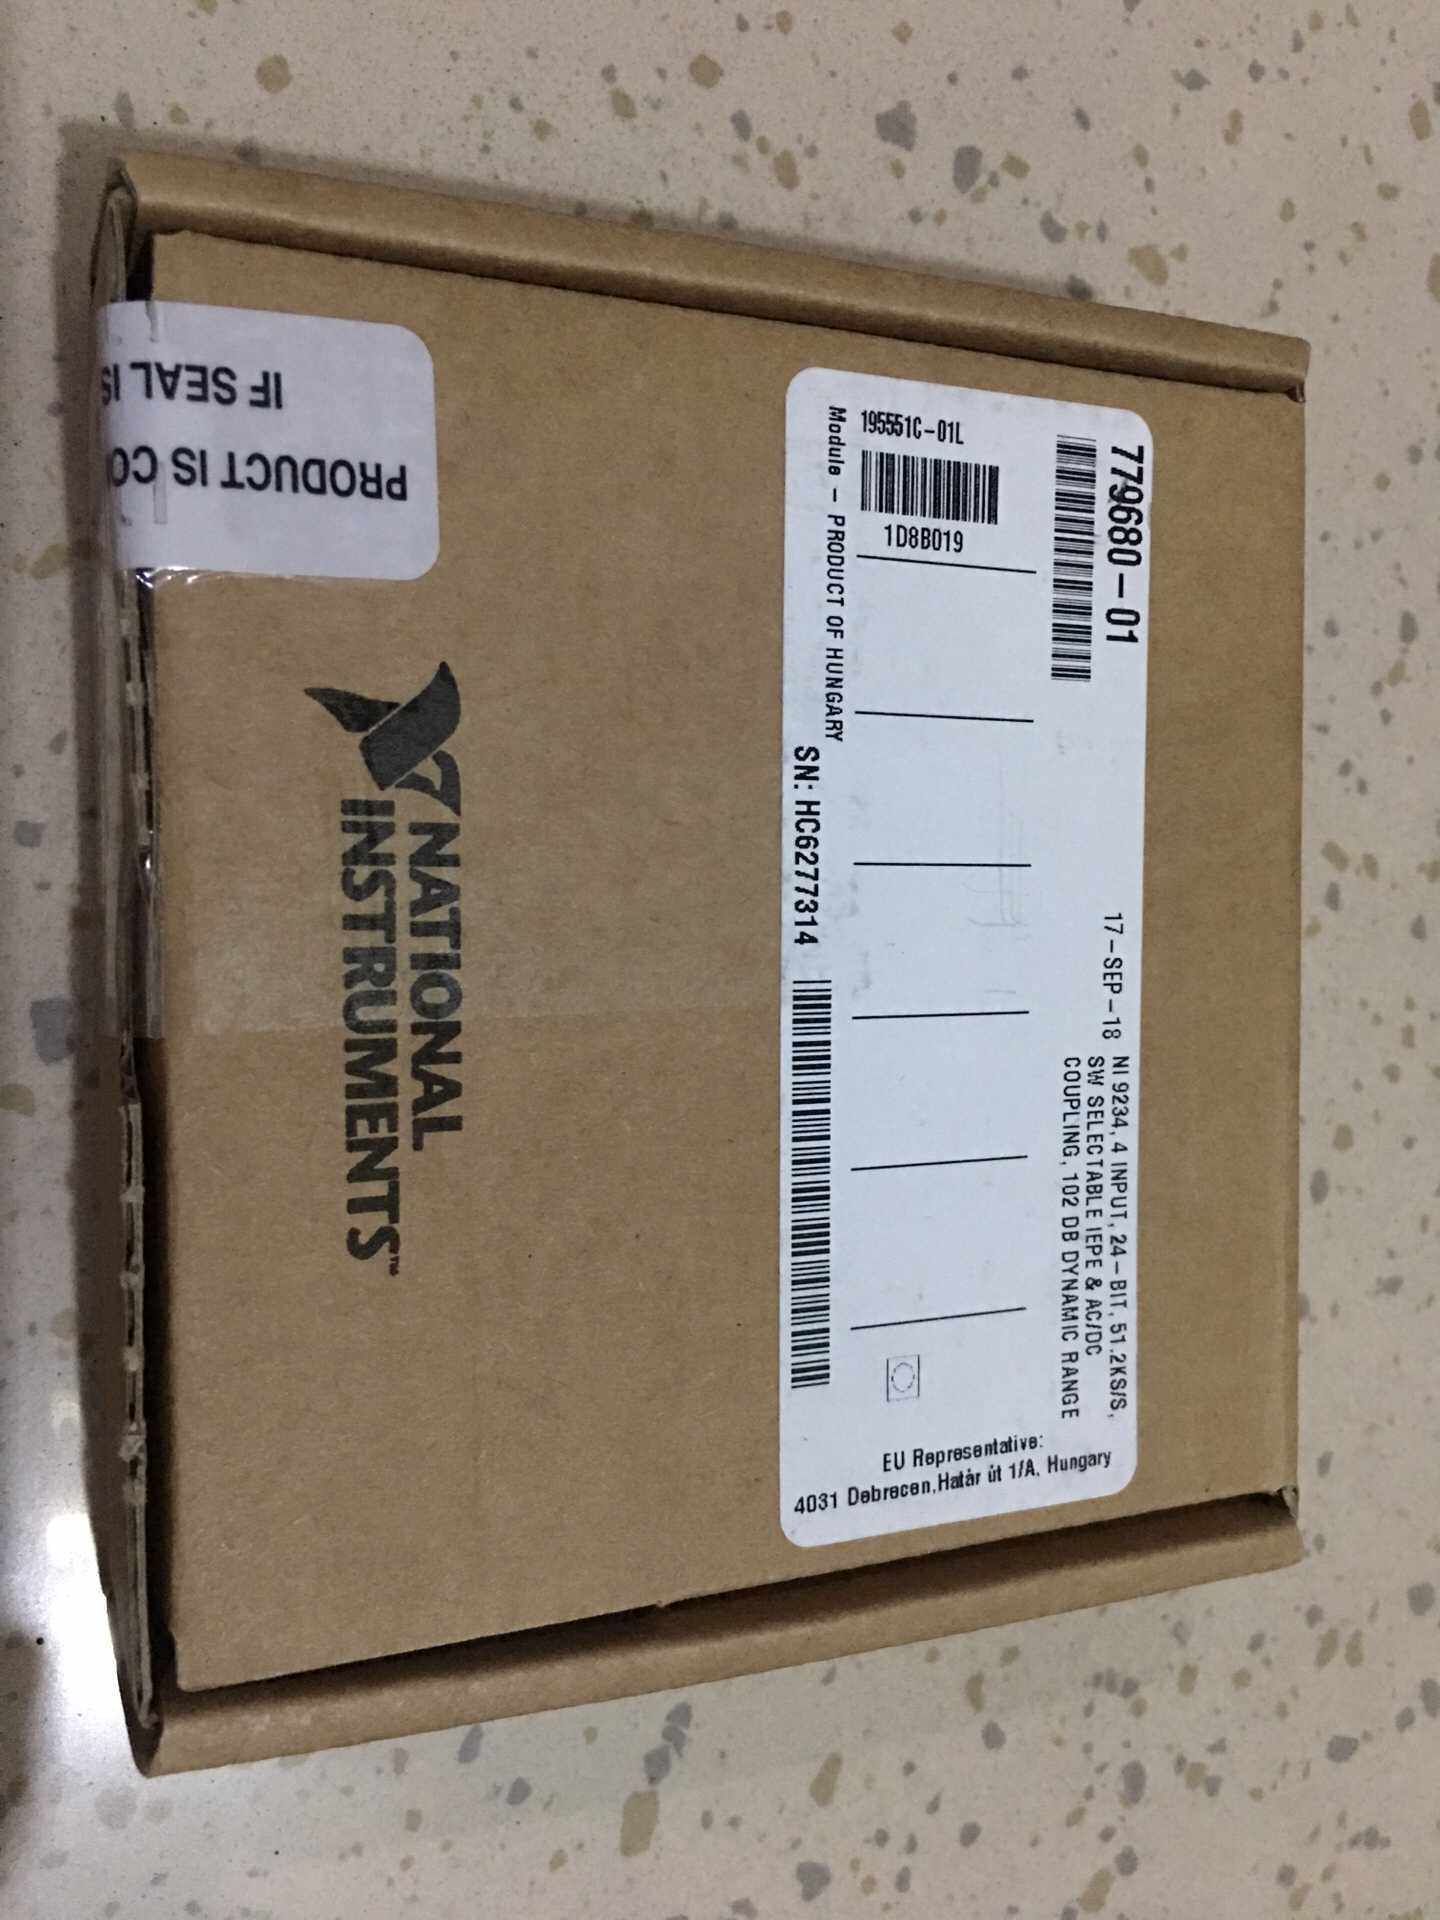 779680-01
17-SEP-18
NI 9234, 4 INPUT, 24-BIT, 51.2KS/S,
SW SELECTABLE IEPE & AC/DC
COUPLING, 102 DB DYNAMIC RANGE
195551C-01L
1D8B019
Module - PRODUCT OF HUNGARY
SN: HC6277314
EU Representative:
4031 Debrecen,Határ út 1/A, Hungary
NATIONAL
INSTRUMENTS™
PRODUCT IS
IF SEAL IS